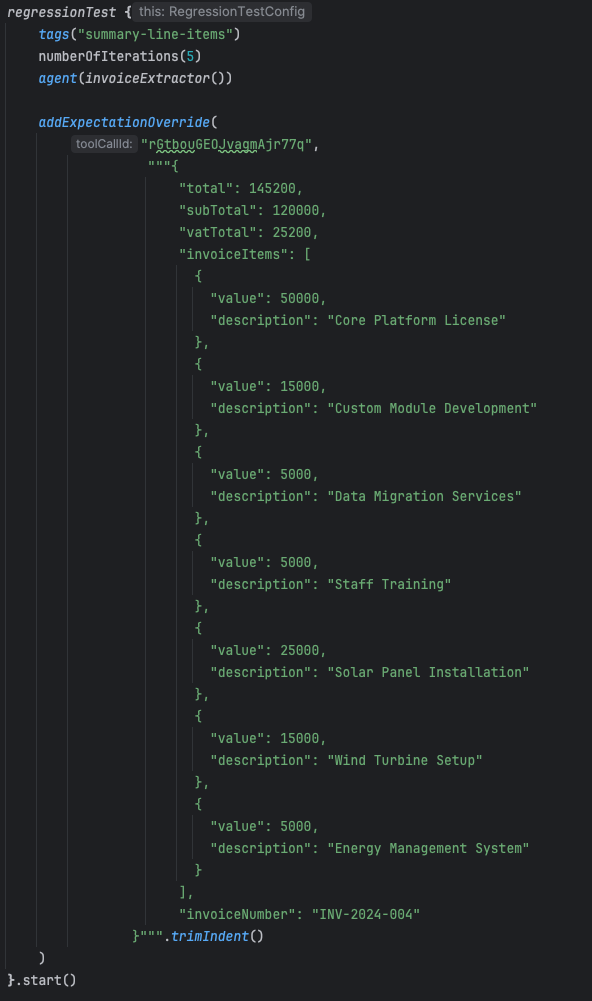 regressionTest { this: RegressionTestConfig
    tags("summary-line-items")
    numberOfIterations(5)
    agent(invoiceExtractor())

    addExpectationOverride(
        toolCallId: "rGtbouGEOJvaqmAjr77q",
        """{
            "total": 145200,
            "subTotal": 120000,
            "vatTotal": 25200,
            "invoiceItems": [
              {
                "value": 50000,
                "description": "Core Platform License"
              },
              {
                "value": 15000,
                "description": "Custom Module Development"
              },
              {
                "value": 5000,
                "description": "Data Migration Services"
              },
              {
                "value": 5000,
                "description": "Staff Training"
              },
              {
                "value": 25000,
                "description": "Solar Panel Installation"
              },
              {
                "value": 15000,
                "description": "Wind Turbine Setup"
              },
              {
                "value": 5000,
                "description": "Energy Management System"
              }
            ],
            "invoiceNumber": "INV-2024-004"
        }""".trimIndent()
    )
}.start()